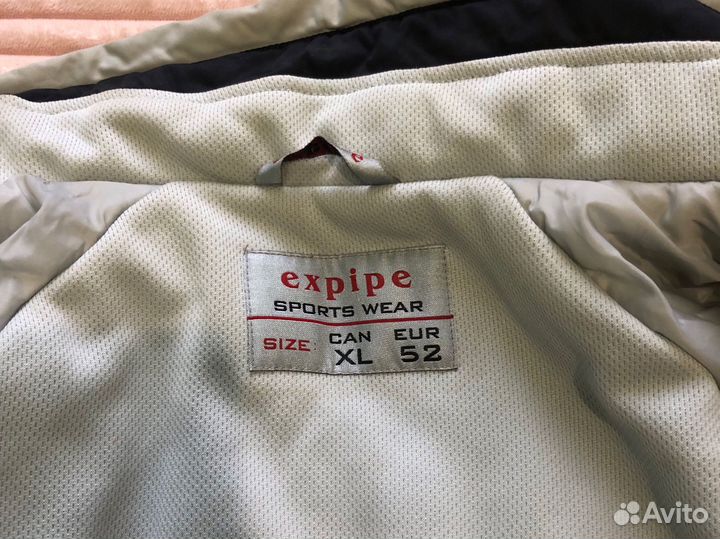 expipe
SPORTS WEAR
SIZE: CAN XL EUR 52
Avito